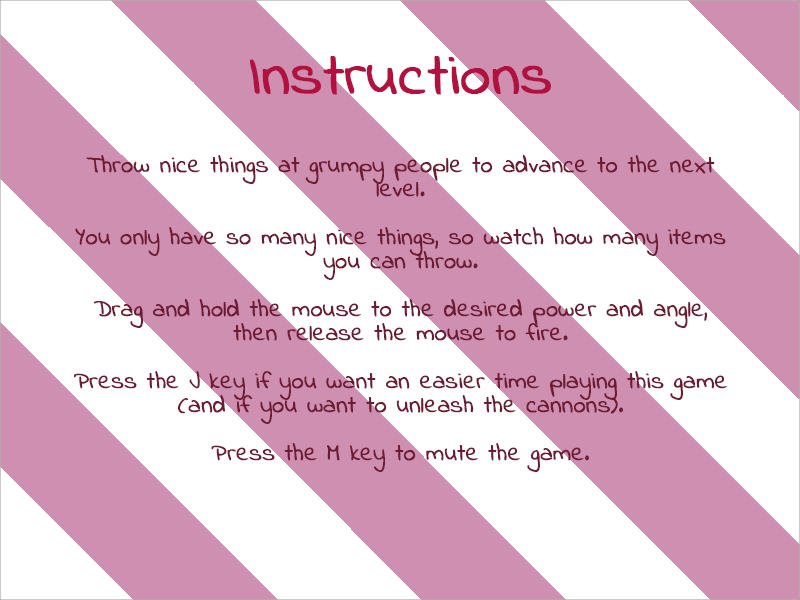 Instructions
Throw nice things at grumpy people to advance to the next
level.
You only have so many nice things, so watch how many items
you can throw.
Drag and hold the mouse to the desired power and angle,
then release the mouse to fire.
Press the J key if you want an easier time playing this game
(and if you want to unleash the cannons).
Press the M key to mute the game.